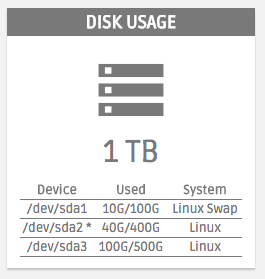 DISK USAGE
1 TB
Device Used System
/dev/sda1 10G/100G Linux Swap
/dev/sda2 * 40G/400G Linux
/dev/sda3 100G/500G Linux